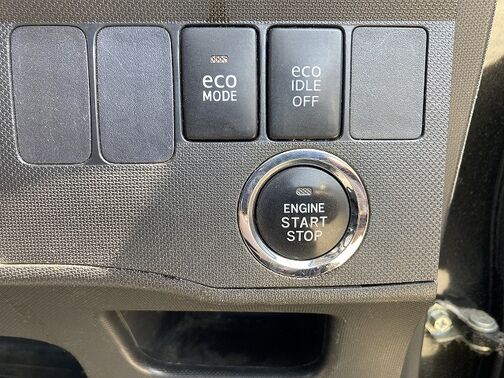 eco
MODE
eco
IDLE
OFF
ENGINE
START
STOP